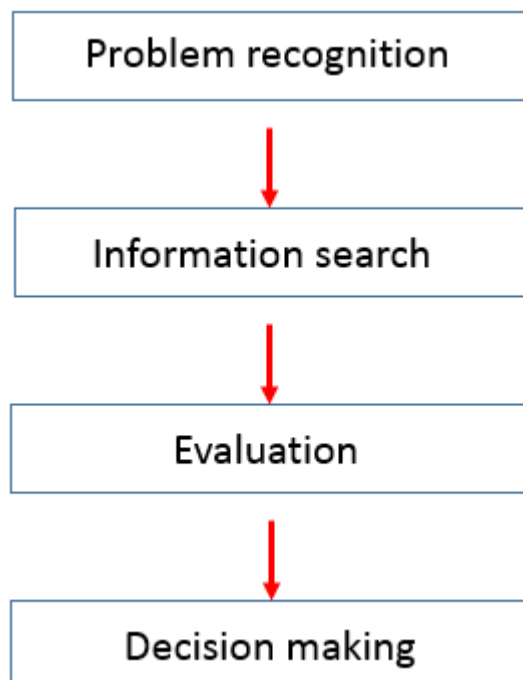 Problem recognition
Information search
Evaluation
Decision making